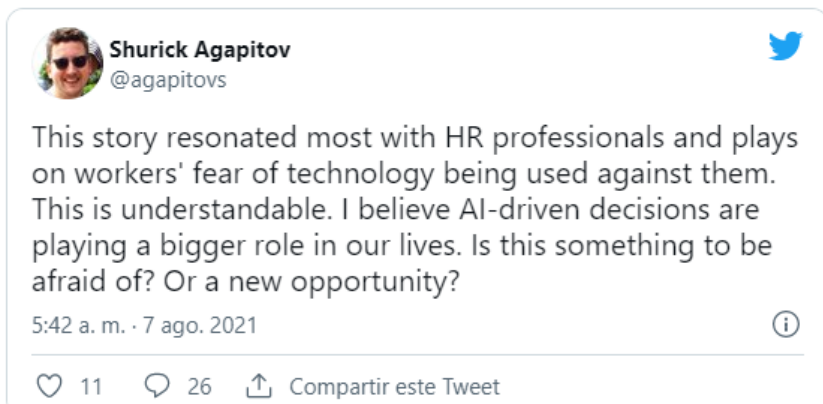 Shurick Agapitov
@agapitovs
This story resonated most with HR professionals and plays
on workers' fear of technology being used against them.
This is understandable. I believe AI-driven decisions are
playing a bigger role in our lives. Is this something to be
afraid of? Or a new opportunity?
5:42 a. m. · 7 ago. 2021
11 26 Compartir este Tweet